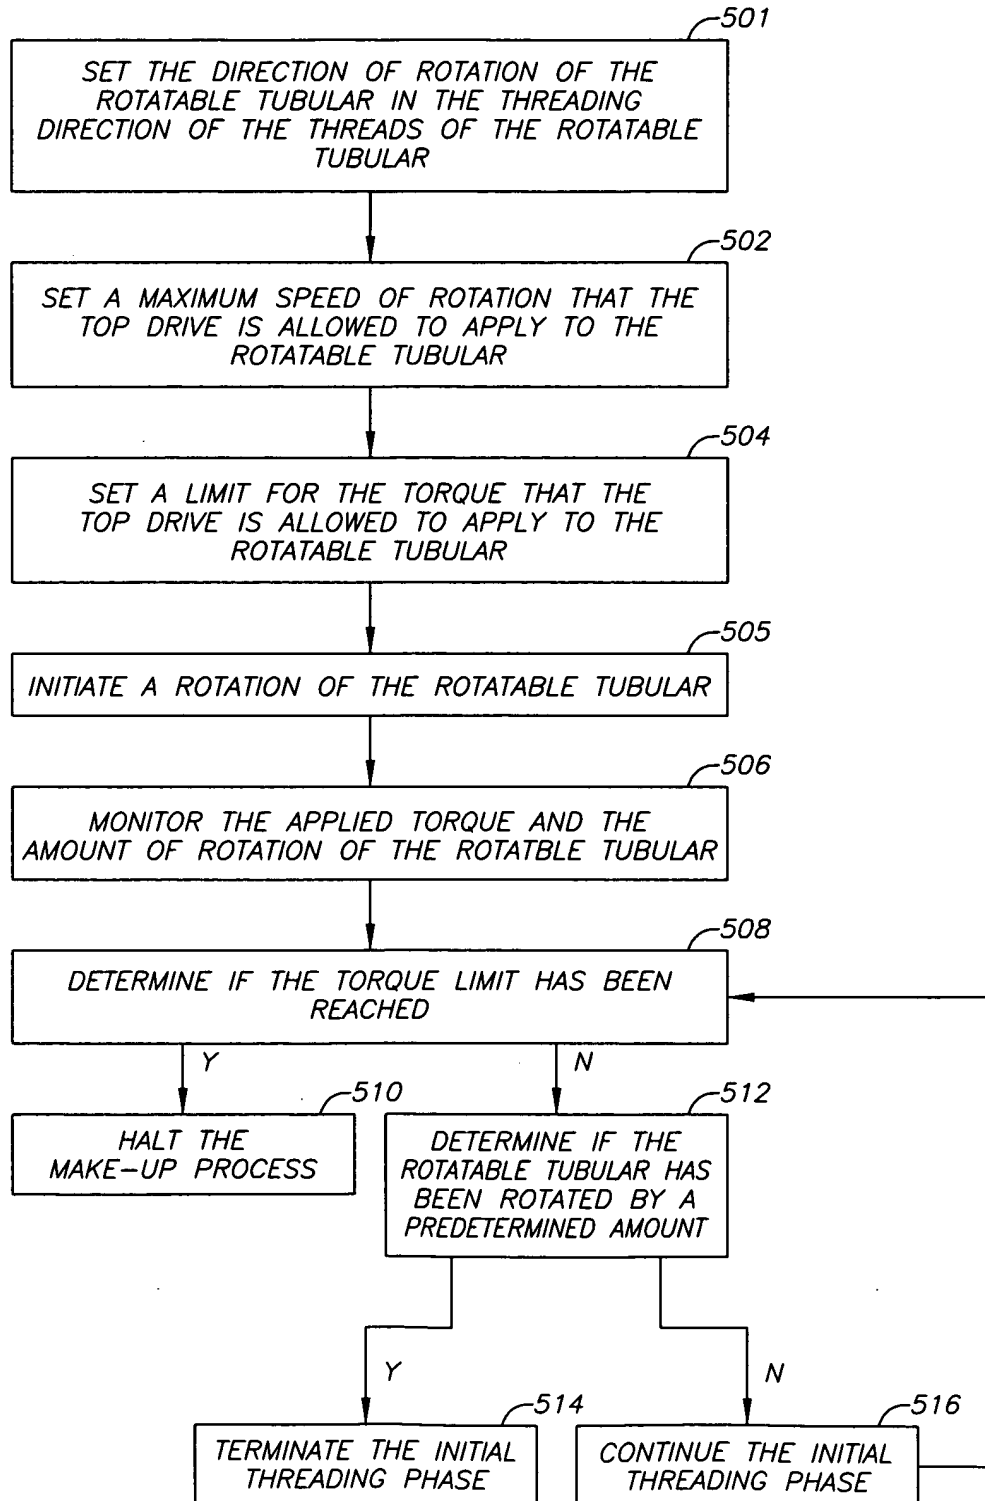 501
SET THE DIRECTION OF ROTATION OF THE
ROTATABLE TUBULAR IN THE THREADING
DIRECTION OF THE THREADS OF THE ROTATABLE
TUBULAR
502
SET A MAXIMUM SPEED OF ROTATION THAT THE
TOP DRIVE IS ALLOWED TO APPLY TO THE
ROTATABLE TUBULAR
504
SET A LIMIT FOR THE TORQUE THAT THE
TOP DRIVE IS ALLOWED TO APPLY TO THE
ROTATABLE TUBULAR
505
INITIATE A ROTATION OF THE ROTATABLE TUBULAR
506
MONITOR THE APPLIED TORQUE AND THE
AMOUNT OF ROTATION OF THE ROTATBLE TUBULAR
508
DETERMINE IF THE TORQUE LIMIT HAS BEEN
REACHED
Y
N
510
HALT THE
MAKE-UP PROCESS
512
DETERMINE IF THE
ROTATABLE TUBULAR HAS
BEEN ROTATED BY A
PREDETERMINED AMOUNT
Y
N
514
TERMINATE THE INITIAL
THREADING PHASE
516
CONTINUE THE INITIAL
THREADING PHASE